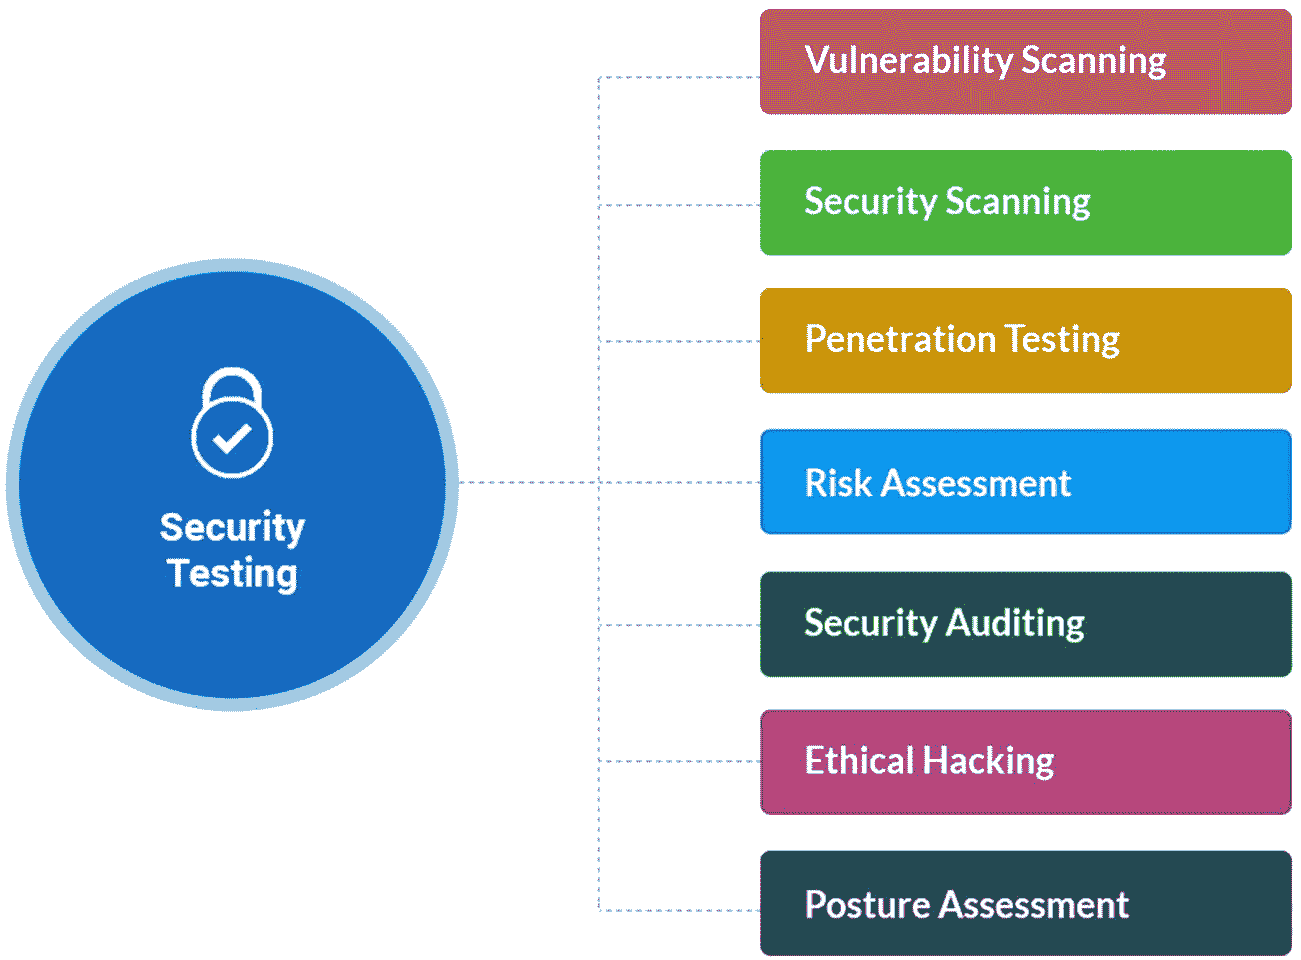 Security
Testing
Vulnerability Scanning
Security Scanning
Penetration Testing
Risk Assessment
Security Auditing
Ethical Hacking
Posture Assessment